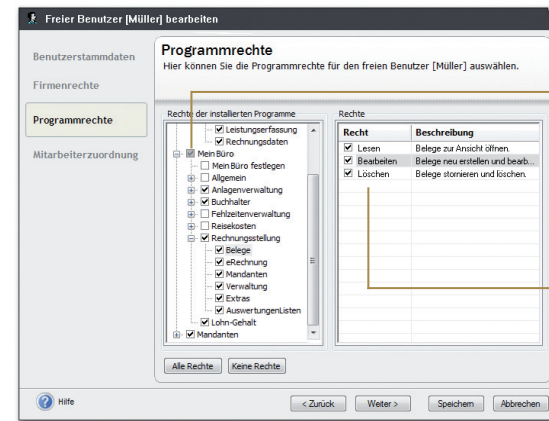 Freier Benutzer [Müller] bearbeiten
Benutzerstammdaten
Firmenrechte
Programmrechte
Mitarbeiterzuordnung
Programmrechte
Hier können Sie die Programmrechte für den freien Benutzer [Müller] auswählen.
Rechte der installierten Programme
Leistungserfassung
Rechnungsdaten
Mein Büro
Mein Büro festlegen
Allgemein
Anlagenverwaltung
Buchhalter
Fehlzeitenverwaltung
Reisekosten
Rechnungsstellung
Belege
eRechnung
Mandanten
Verwaltung
Extras
AuswertungenListen
Lohn-Gehalt
Mandanten
Rechte
Recht Beschreibung
Lesen Belege zur Ansicht öffnen.
Bearbeiten Belege neu erstellen und bearb...
Löschen Belege stornieren und löschen.
Alle Rechte Keine Rechte
Hilfe < Zurück Weiter > Speichern Abbrechen